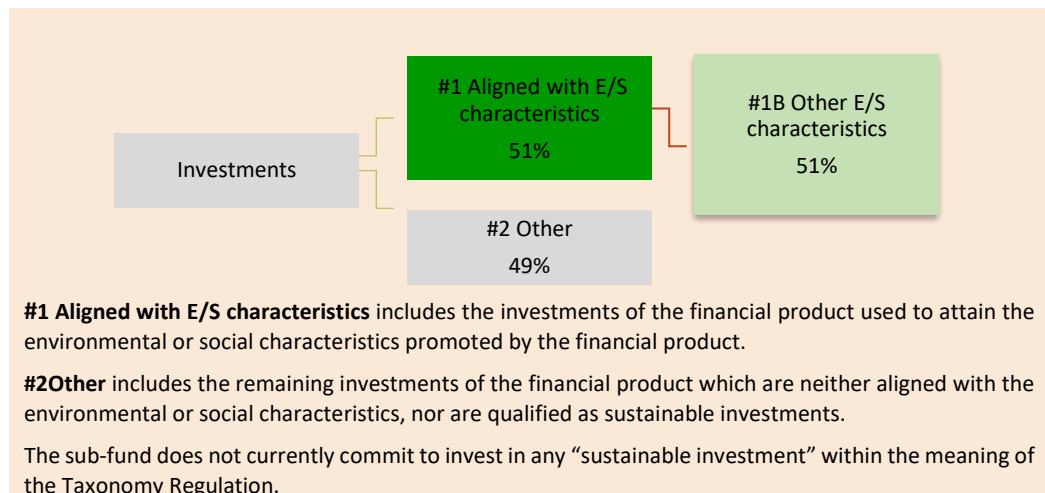 #1 Aligned with E/S
characteristics
51%
#1B Other E/S
characteristics
51%
Investments
#2 Other
49%
#1 Aligned with E/S characteristics includes the investments of the financial product used to attain the
environmental or social characteristics promoted by the financial product.
#2Other includes the remaining investments of the financial product which are neither aligned with the
environmental or social characteristics, nor are qualified as sustainable investments.
The sub-fund does not currently commit to invest in any “sustainable investment” within the meaning of
the Taxonomy Regulation.